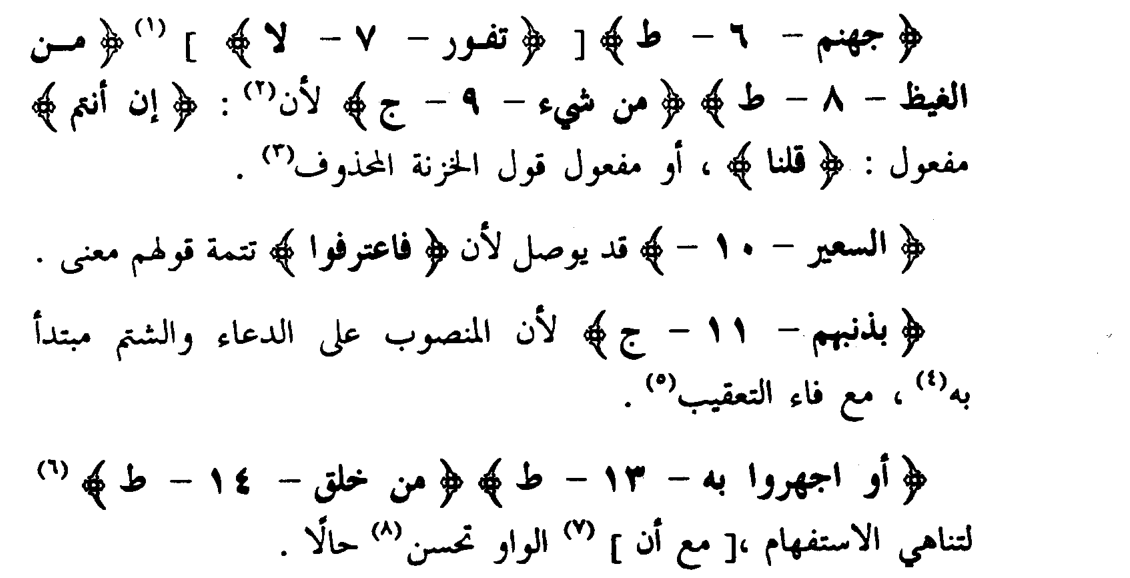 ﴿ جهنم – ٦ – ط ﴾ [ ﴿ تفـور – ٧ – لا ﴾ ] (١) ﴿ مـن
الغيظ – ٨ – ط ﴾ ﴿ من شيء – ٩ – ج ﴾ لأن(٢) : ﴿ إن أنتم ﴾
مفعول : ﴿ قلنا ﴾ ، أو مفعول قول الخزنة المحذوف(٣) .
﴿ السعير – ١٠ – ﴾ قد يوصل لأن ﴿ فاعترفوا ﴾ تتمة قولهم معنى .
﴿ بذنبهم – ١١ – ج ﴾ لأن المنصوب على الدعاء والشتم مبتدأ
به(٤) ، مع فاء التعقيب(٥) .
﴿ أو اجهروا به – ١٣ – ط ﴾ ﴿ من خلق – ١٤ – ط ﴾ (٦)
لتناهي الاستفهام ،[ مع أن ] (٧) الواو تحسن(٨) حالًا .